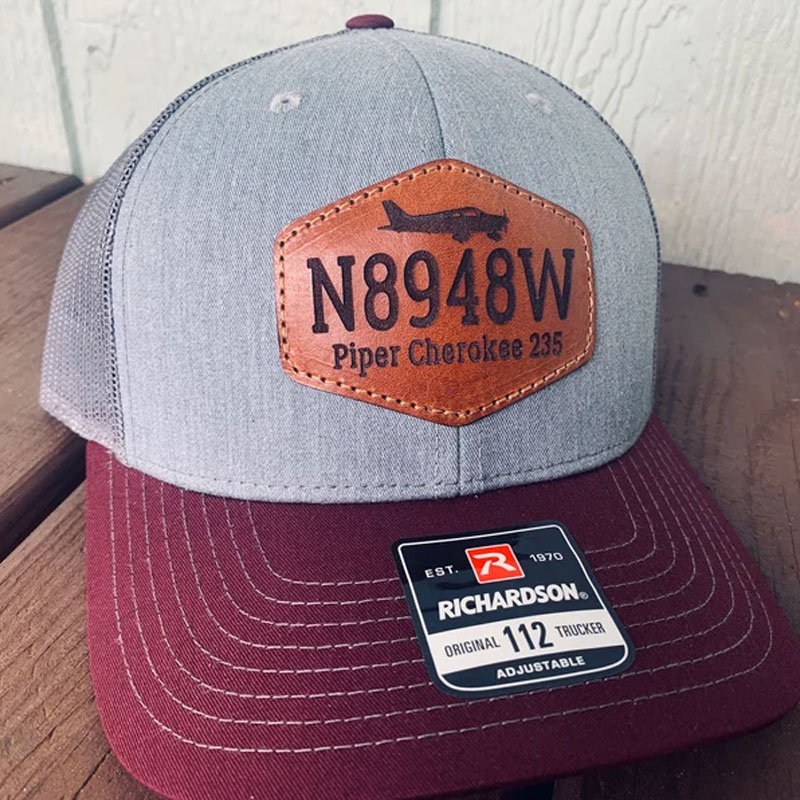 N8948W
Piper Cherokee 235
EST. R 1970
RICHARDSON®
ORIGINAL 112 TRUCKER
ADJUSTABLE